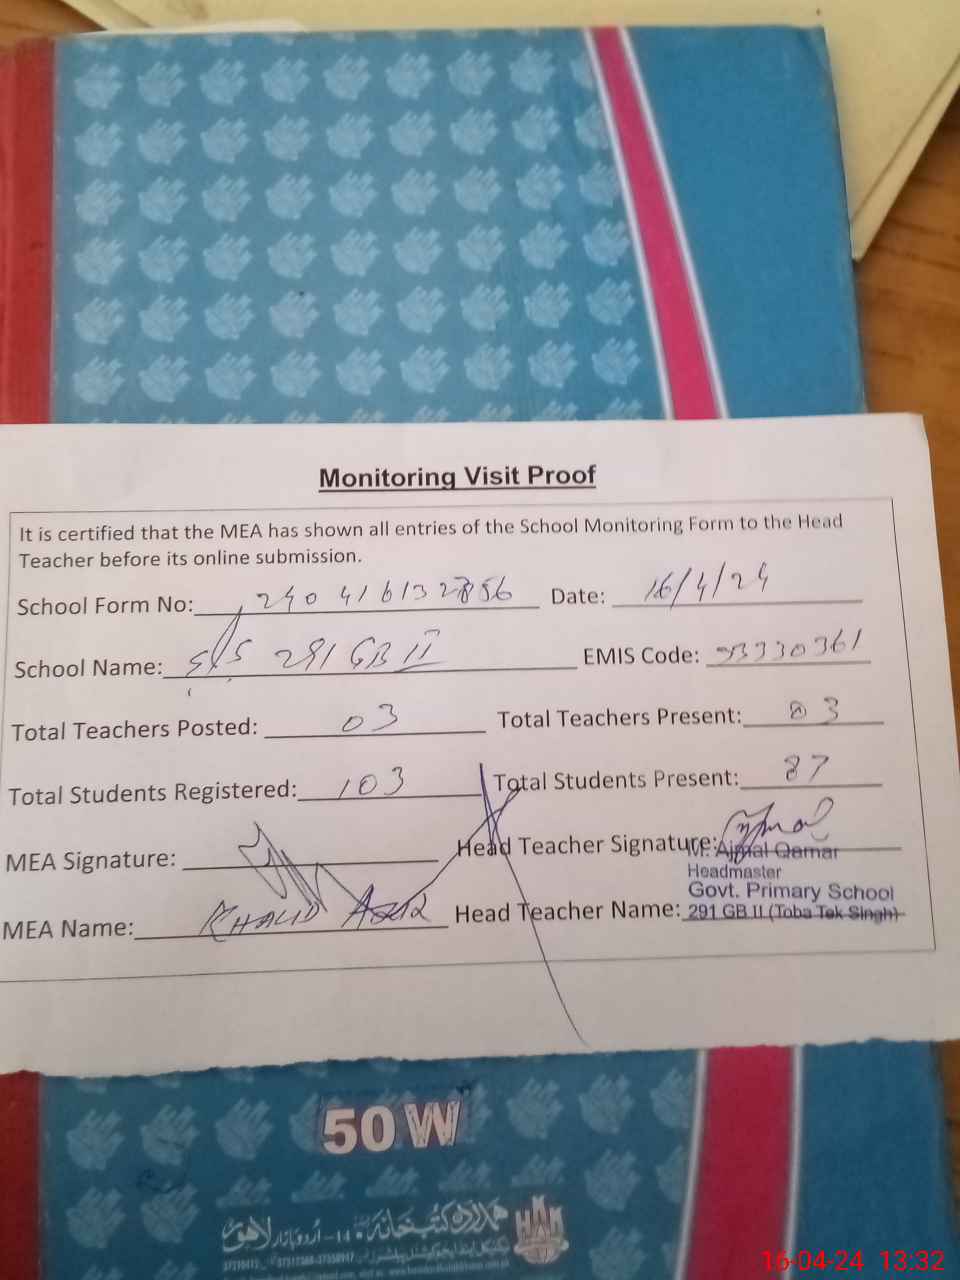 Monitoring Visit Proof
It is certified that the MEA has shown all entries of the School Monitoring Form to the Head
Teacher before its online submission.
School Form No: 240416132856 Date: 16/4/24
School Name: 291 GB II EMIS Code: 33330361
Total Teachers Posted: 03 Total Teachers Present: 03
Total Students Registered: 103 Total Students Present: 87
MEA Signature: Head Teacher Signature:
M. Ajmal Qamar
Headmaster
Govt. Primary School
MEA Name: KHALID Head Teacher Name: 291 GB II (Toba Tek Singh)
50 W
14-اُردو بازار لاہور
16-04-24 13:32